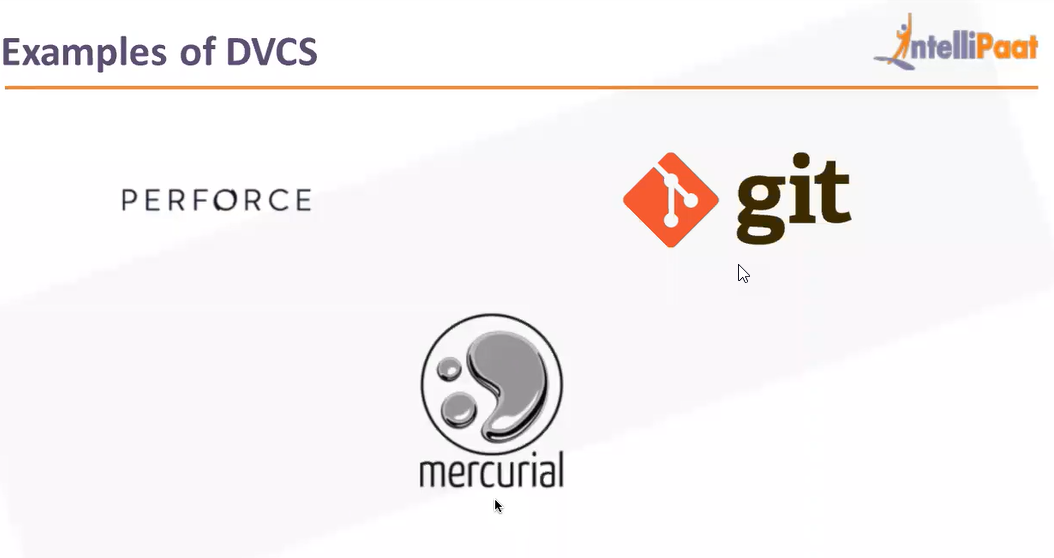 Examples of DVCS
IntelliPaat
PERFORCE
git
mercurial